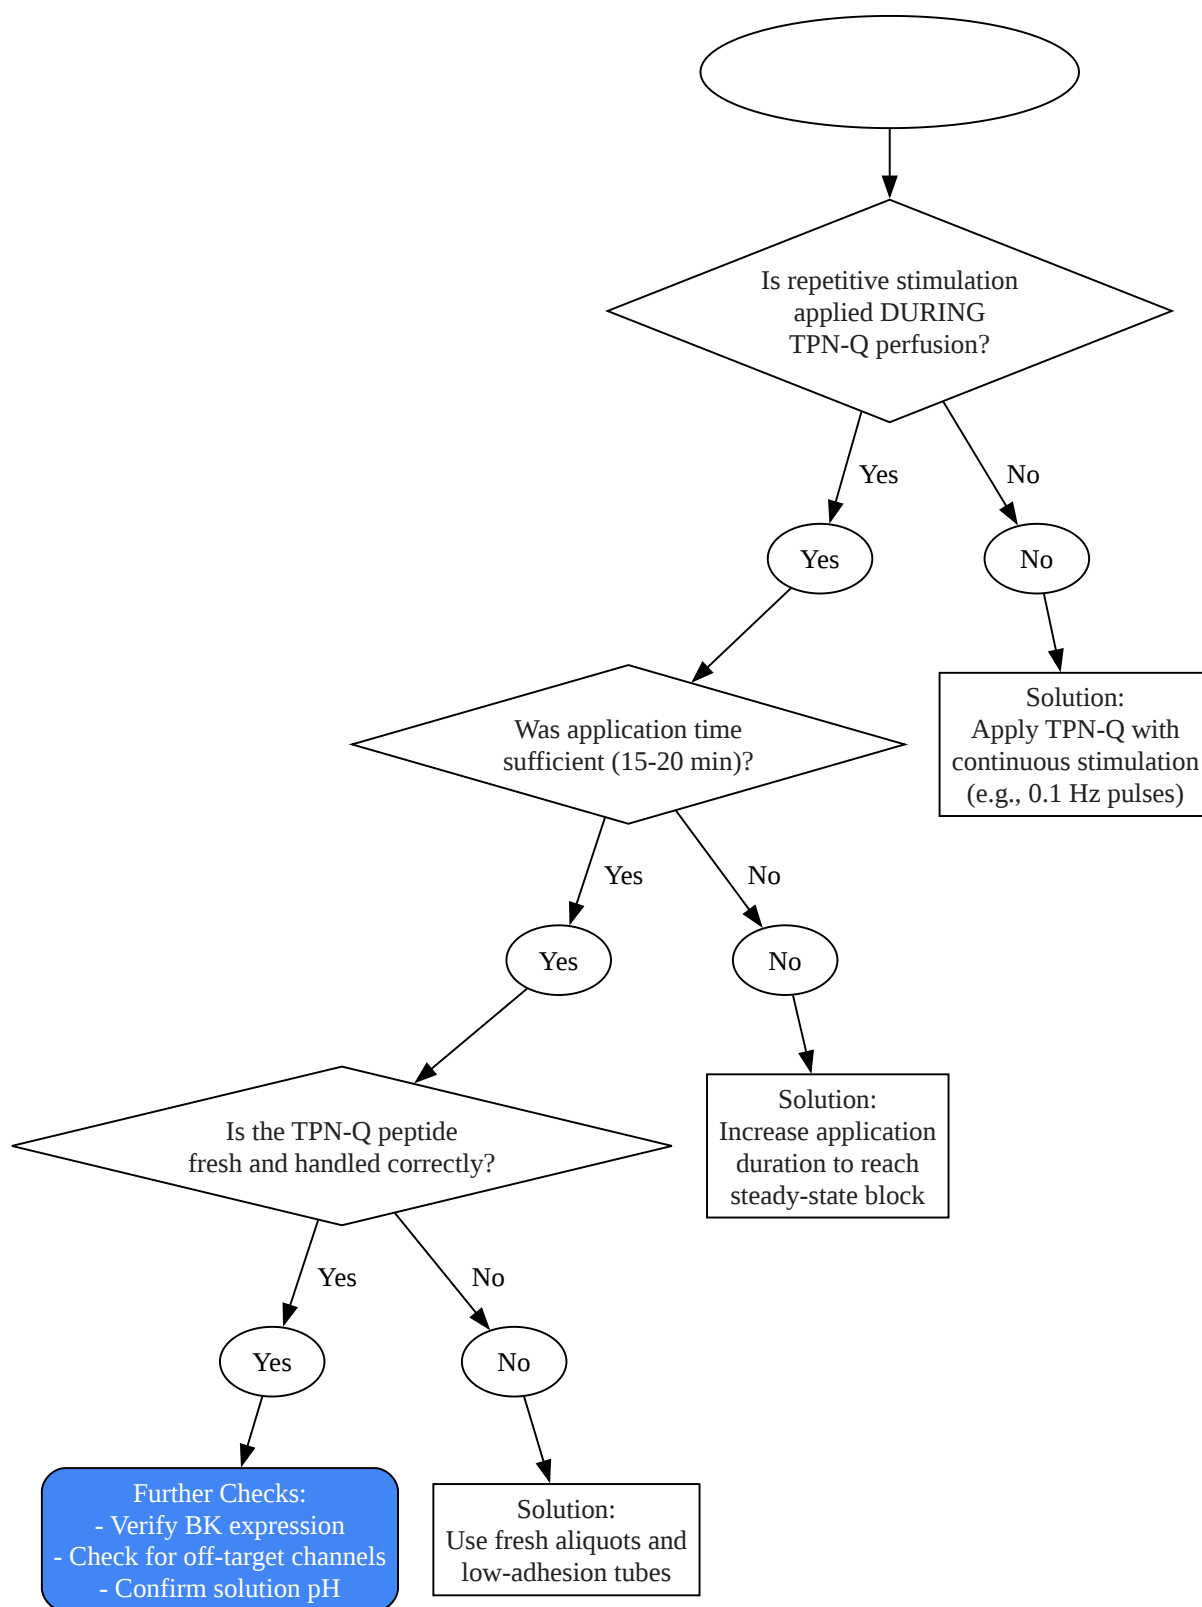 Is repetitive stimulation
applied DURING
TPN-Q perfusion?
Yes
No
Yes
No
Was application time
sufficient (15-20 min)?
Solution:
Apply TPN-Q with
continuous stimulation
(e.g., 0.1 Hz pulses)
Yes
No
Yes
No
Is the TPN-Q peptide
fresh and handled correctly?
Solution:
Increase application
duration to reach
steady-state block
Yes
No
Yes
No
Further Checks:
- Verify BK expression
- Check for off-target channels
- Confirm solution pH
Solution:
Use fresh aliquots and
low-adhesion tubes